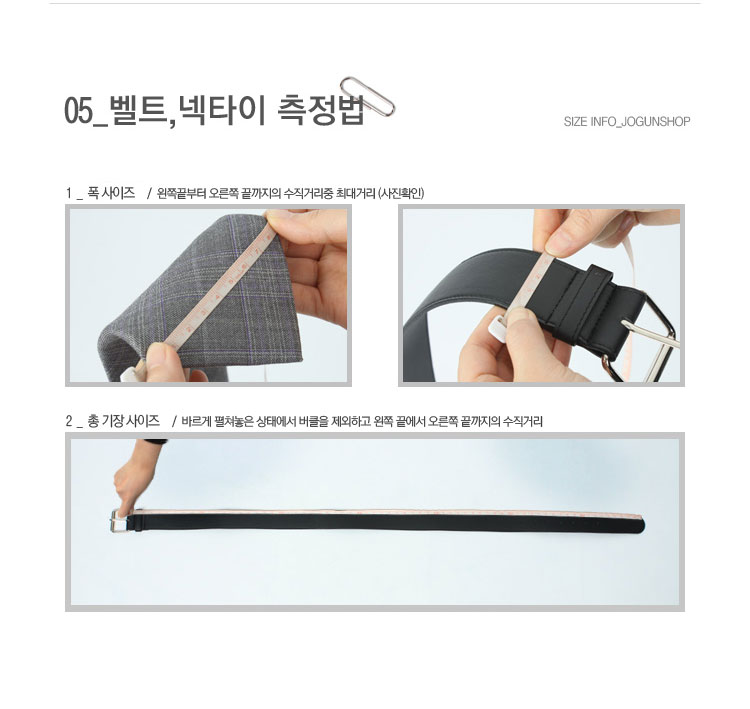 05_벨트,넥타이 측정법
SIZE INFO_JOGUNSHOP
1 _ 폭 사이즈 / 왼쪽끝부터 오른쪽 끝까지의 수직거리중 최대거리 (사진확인)
2 _ 총 기장 사이즈 / 바르게 펼쳐놓은 상태에서 버클을 제외하고 왼쪽 끝에서 오른쪽 끝까지의 수직거리